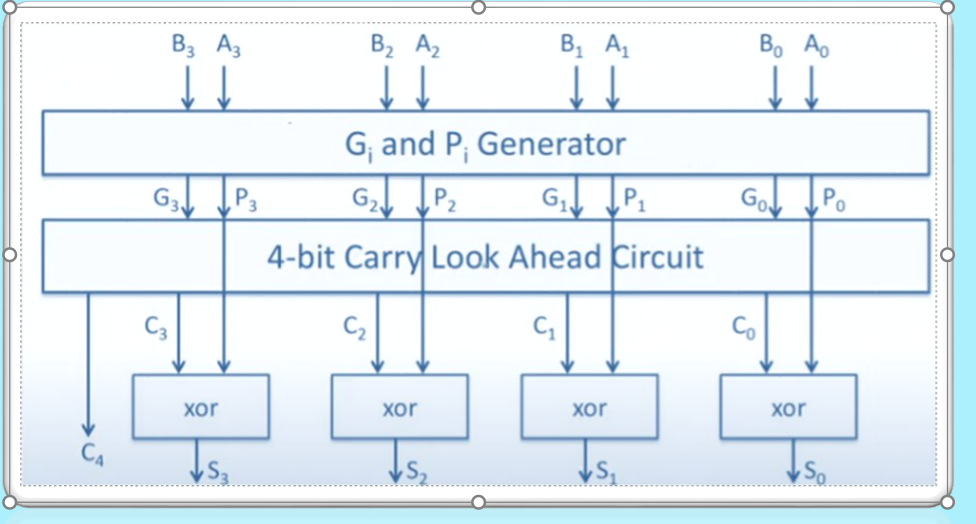 B₃ A₃ B₂ A₂ B₁ A₁ B₀ A₀
Gᵢ and Pᵢ Generator
G₃ P₃ G₂ P₂ G₁ P₁ G₀ P₀
4-bit Carry Look Ahead Circuit
C₃ C₂ C₁ C₀
xor xor xor xor
C₄
S₃ S₂ S₁ S₀